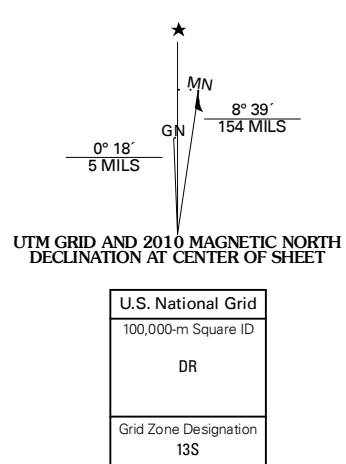 ★
MN
8° 39´
154 MILS
GN
0° 18´
5 MILS
UTM GRID AND 2010 MAGNETIC NORTH
DECLINATION AT CENTER OF SHEET
U.S. National Grid
100,000-m Square ID
DR
Grid Zone Designation
13S